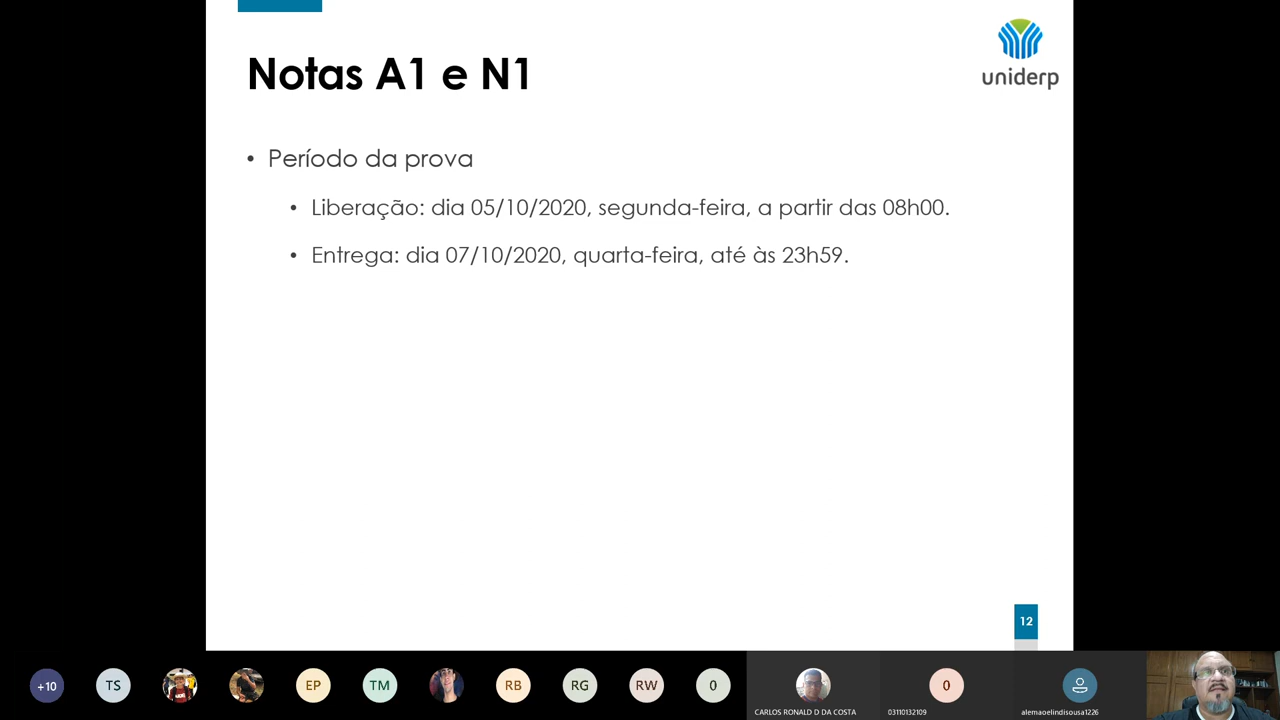 Notas A1 e N1
uniderp
• Período da prova
• Liberação: dia 05/10/2020, segunda-feira, a partir das 08h00.
• Entrega: dia 07/10/2020, quarta-feira, até às 23h59.
12
+10
TS
EP
TM
RB
RG
RW
0
CARLOS RONALD D DA COSTA
0
03110132109
alemaoelindisousa1226